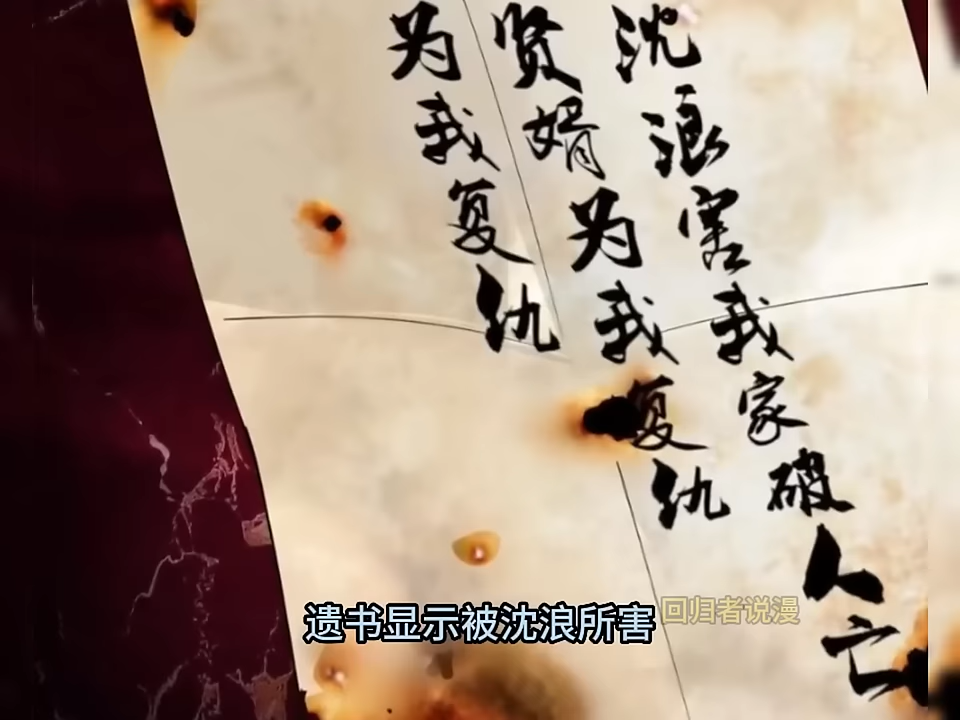 沈浪害我家破人亡
贤婿为我复仇
为我复仇
遗书显示被沈浪所害
回归者说漫